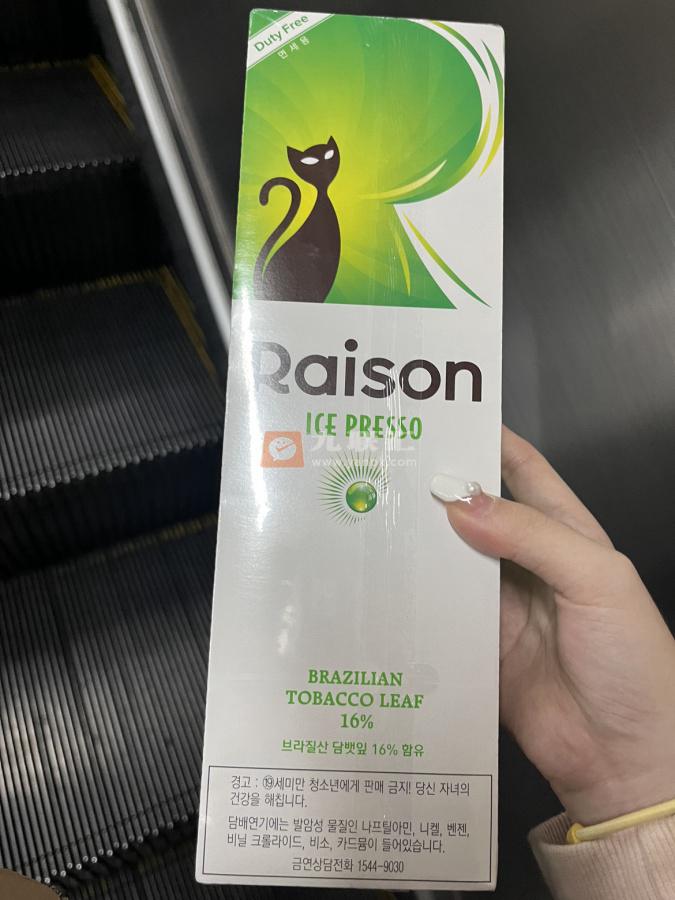 Duty Free
면세용
Raison
ICE PRESSO
BRAZILIAN
TOBACCO LEAF
16%
브라질산 담뱃잎 16% 함유
경고 : ⑲세미만 청소년에게 판매 금지! 당신 자녀의
건강을 해칩니다.
담배연기에는 발암성 물질인 나프틸아민, 니켈, 벤젠,
비닐 크롤라이드, 비소, 카드뮴이 들어있습니다.
금연상담전화 1544-9030